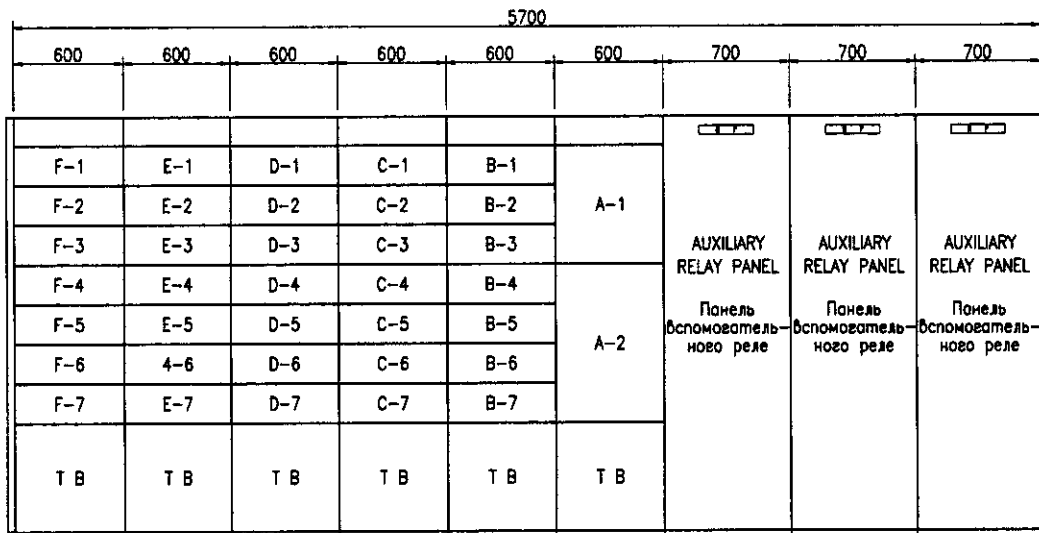 5700
600 600 600 600 600 600 700 700 700
F-1 E-1 D-1 C-1 B-1
F-2 E-2 D-2 C-2 B-2 A-1
F-3 E-3 D-3 C-3 B-3 AUXILIARY AUXILIARY AUXILIARY
RELAY PANEL RELAY PANEL RELAY PANEL
F-4 E-4 D-4 C-4 B-4
Панель Панель Панель
F-5 E-5 D-5 C-5 B-5 вспомогатель- вспомогатель- вспомогатель-
A-2 ного реле ного реле ного реле
F-6 4-6 D-6 C-6 B-6
F-7 E-7 D-7 C-7 B-7
T B T B T B T B T B T B